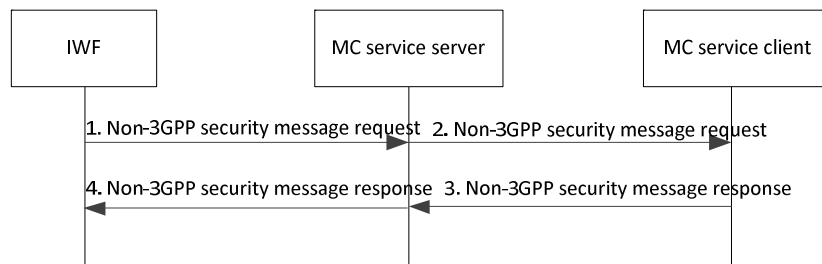 IWF
MC service server
MC service client
1. Non-3GPP security message request
2. Non-3GPP security message request
4. Non-3GPP security message response
3. Non-3GPP security message response